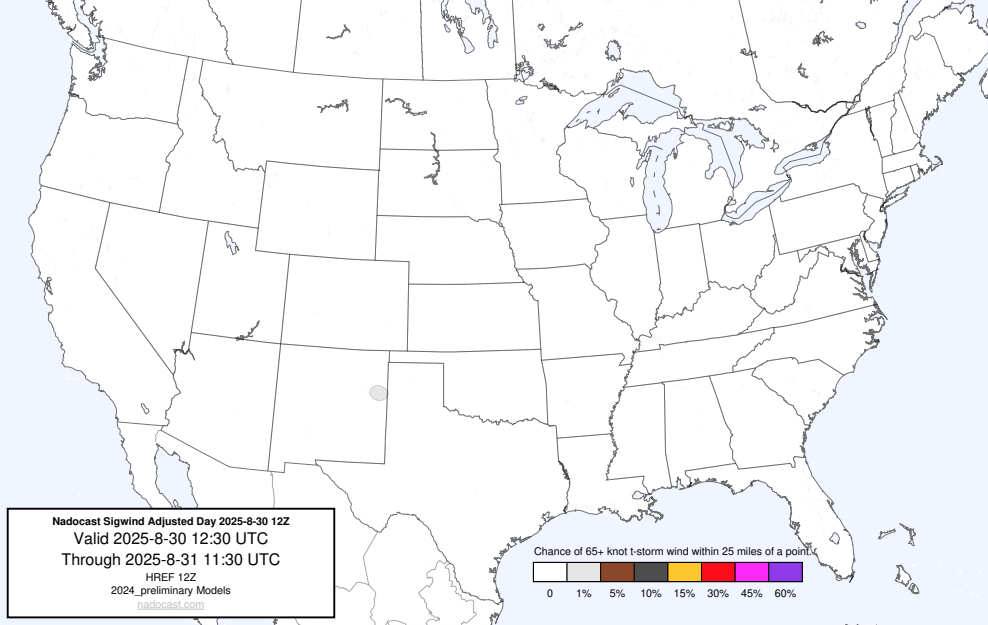 Nadocast Sigwind Adjusted Day 2025-8-30 12Z
Valid 2025-8-30 12:30 UTC
Through 2025-8-31 11:30 UTC
HREF 12Z
2024_preliminary Models
nadocast.com
Chance of 65+ knot t-storm wind within 25 miles of a point.
0 1% 5% 10% 15% 30% 45% 60%